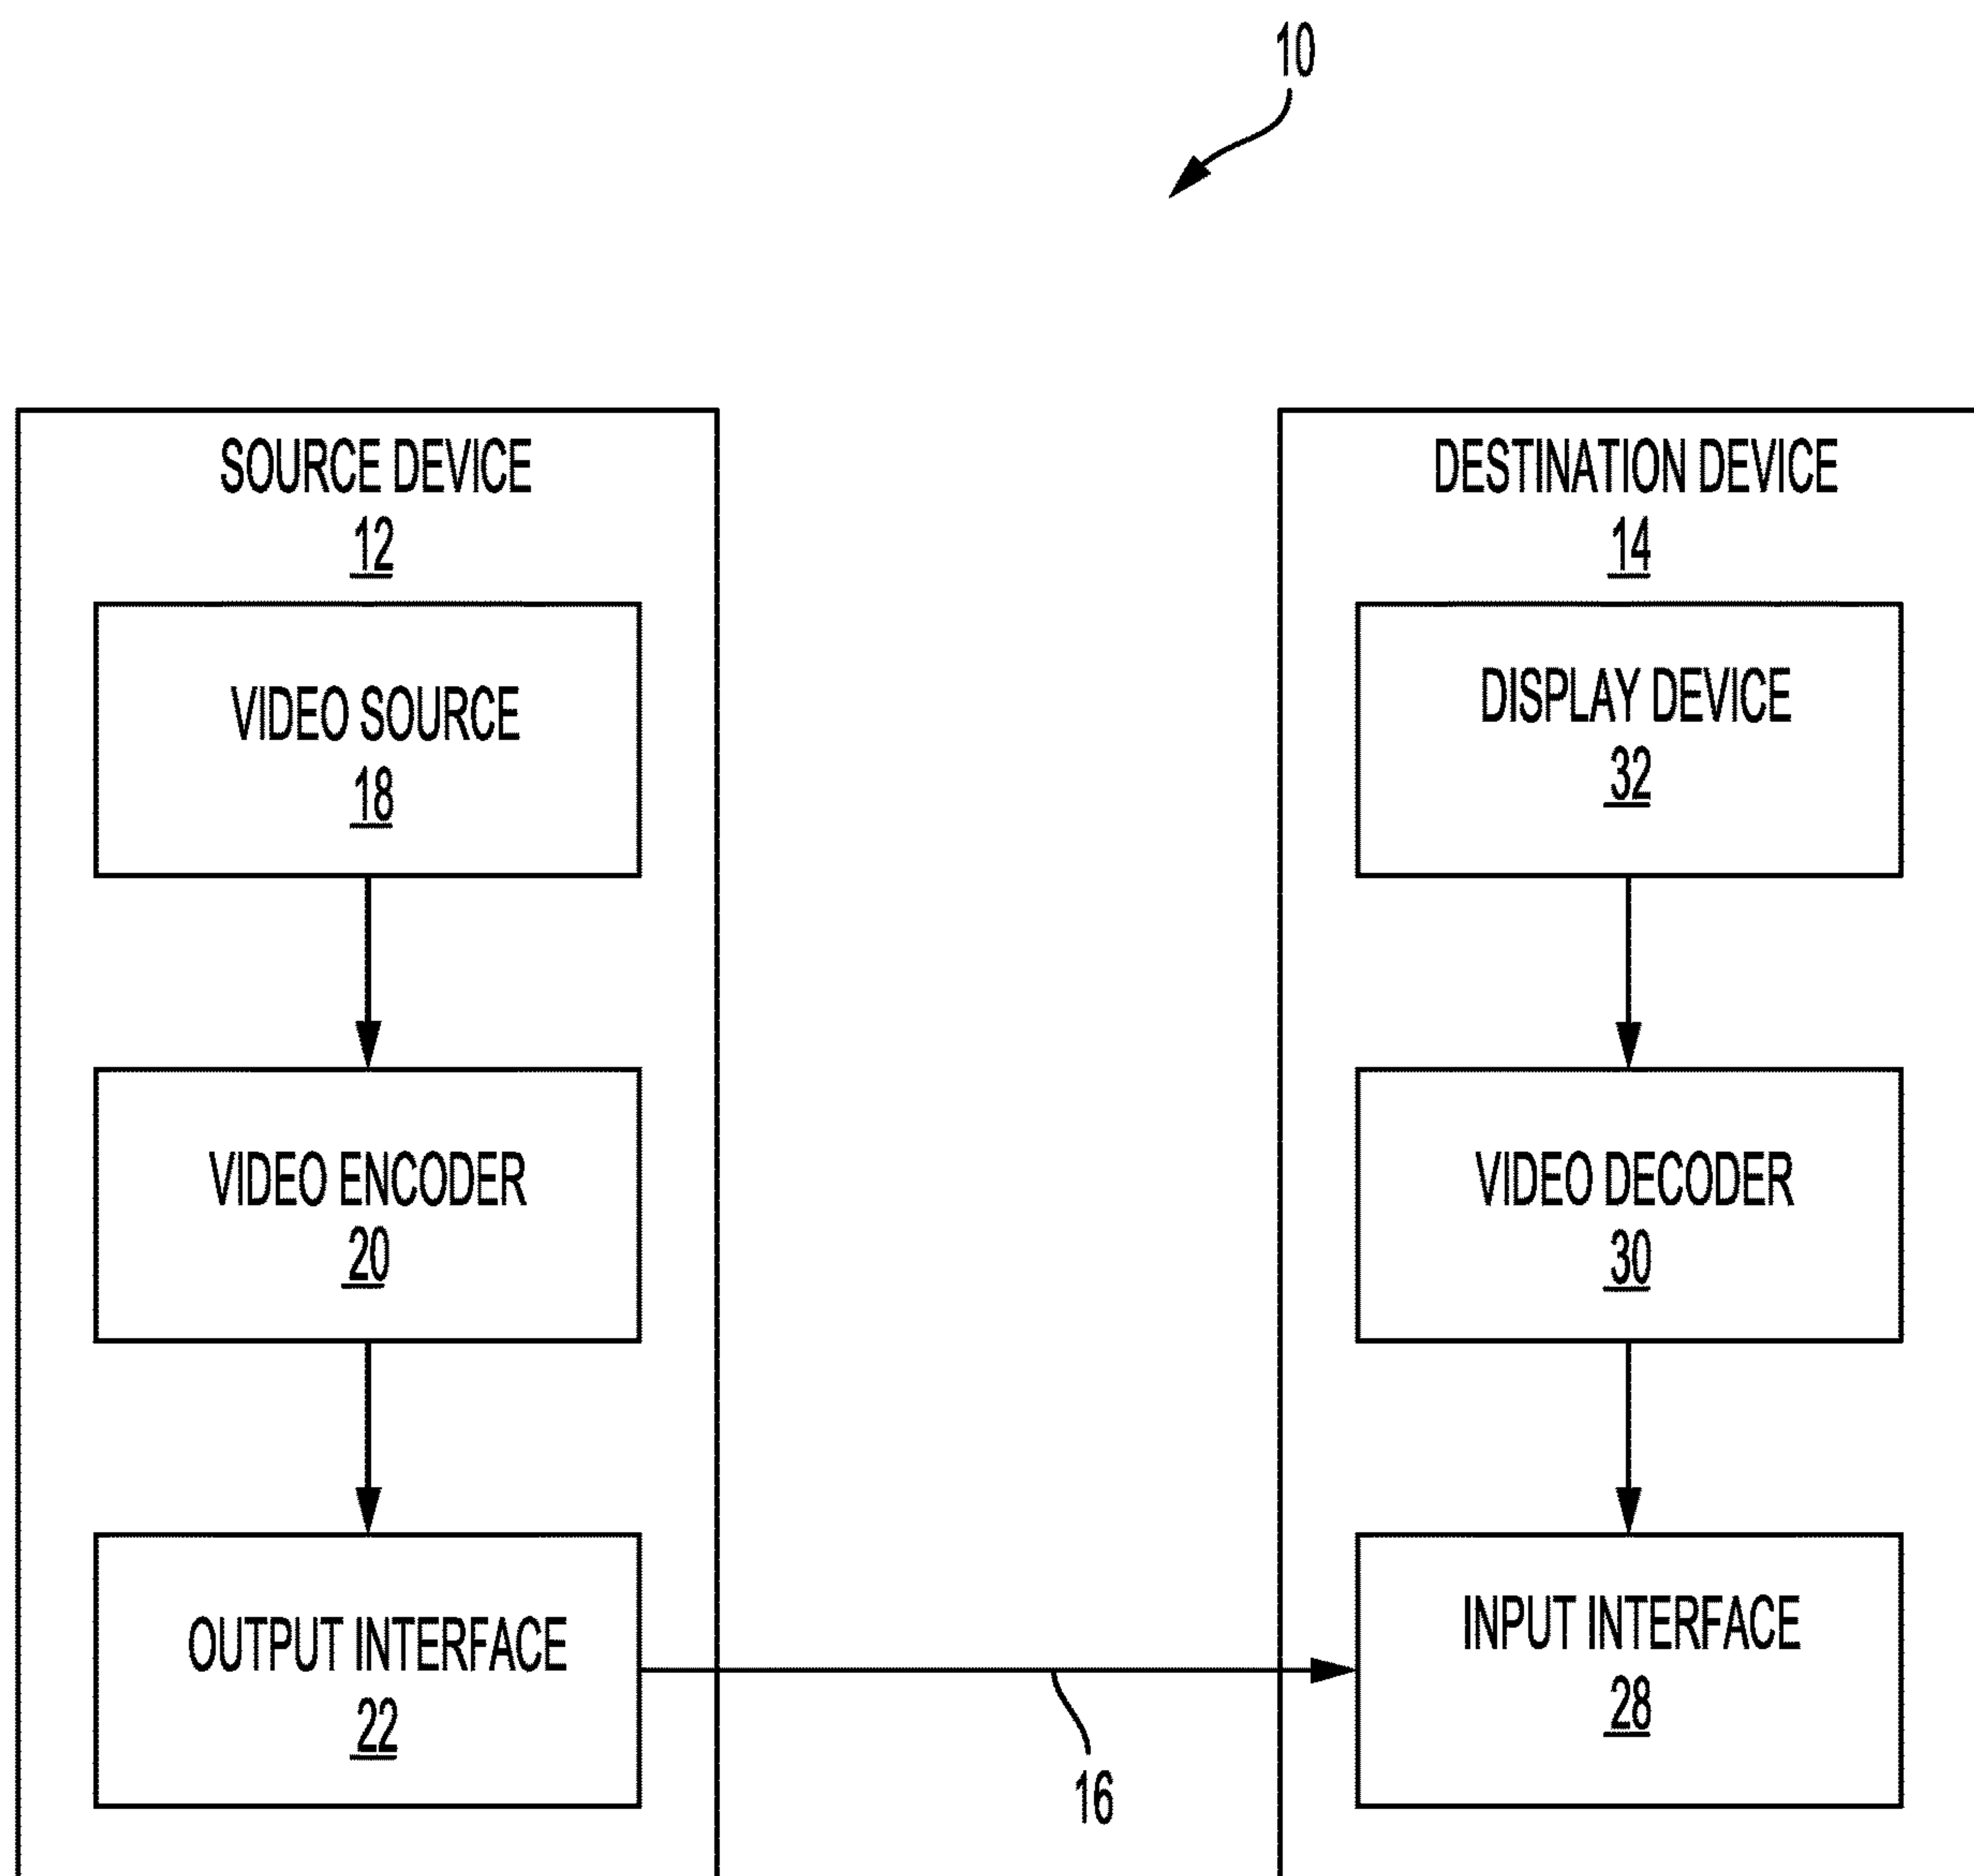 10
SOURCE DEVICE
12
VIDEO SOURCE
18
VIDEO ENCODER
20
OUTPUT INTERFACE
22
16
DESTINATION DEVICE
14
DISPLAY DEVICE
32
VIDEO DECODER
30
INPUT INTERFACE
28